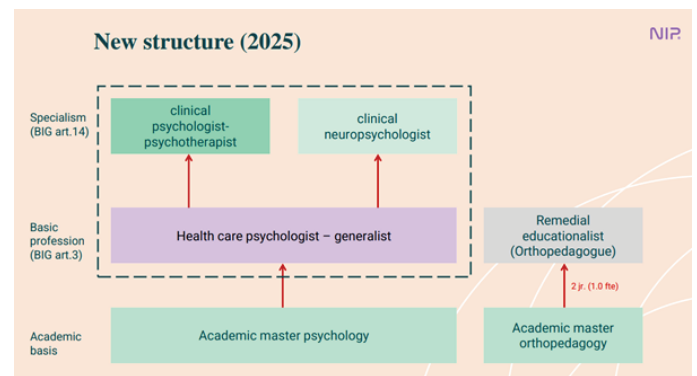 New structure (2025)
NIP
Specialism
(BIG art.14)
clinical
psychologist-
psychotherapist
clinical
neuropsychologist
Basic
profession
(BIG art.3)
Health care psychologist – generalist
Remedial
educationalist
(Orthopedagogue)
2 jr. (1.0 fte)
Academic
basis
Academic master psychology
Academic master
orthopedagogy